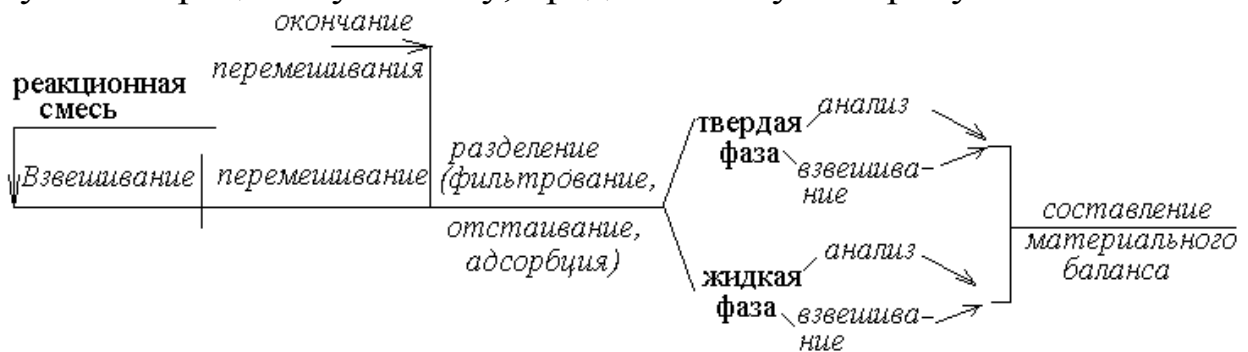 окончание
перемешивания
реакционная
смесь
Взвешивание
перемешивание
разделение
(фильтрование,
отстаивание,
адсорбция)
твердая
фаза
анализ
взвешива-
ние
жидкая
фаза
анализ
взвешива-
ние
составление
материального
баланса